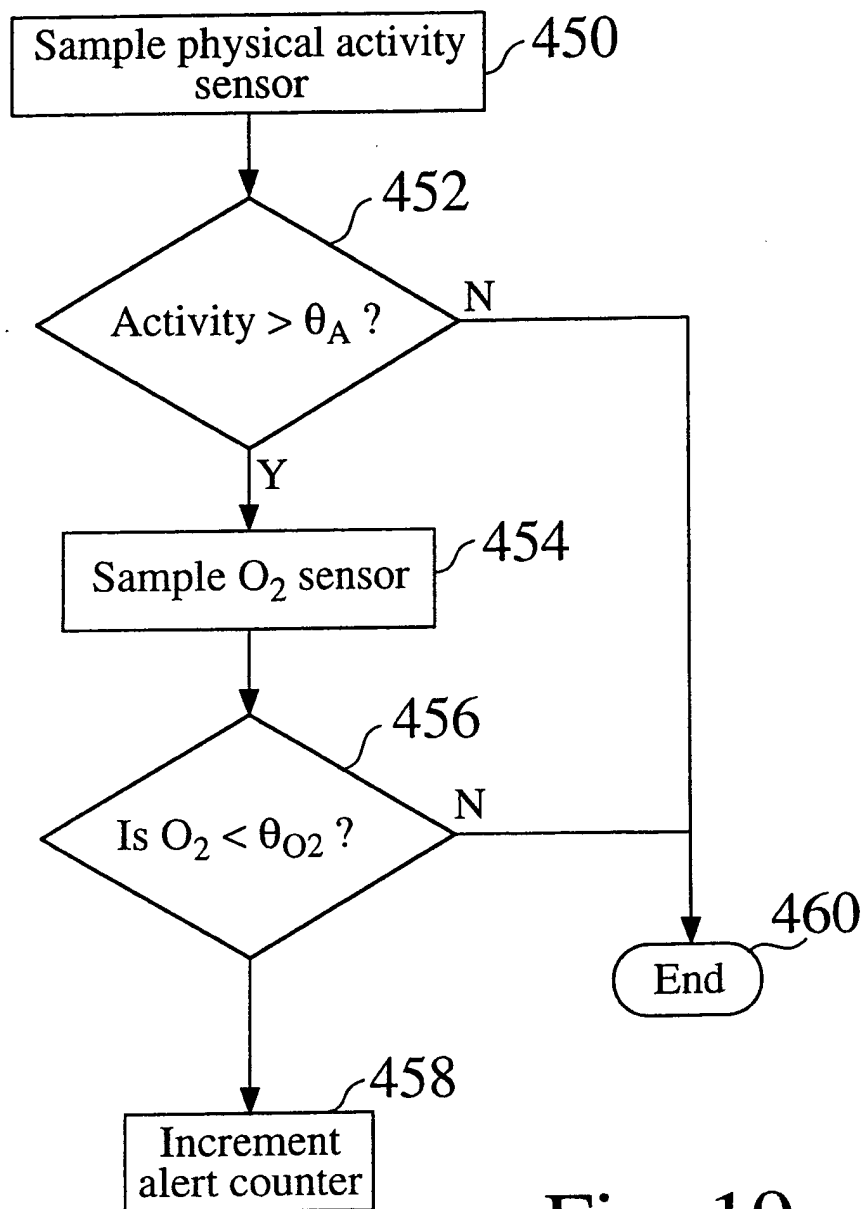 Sample physical activity
sensor
450
452
Activity > θA ?
N
Y
Sample O2 sensor
454
456
Is O2 < θO2 ?
N
460
End
458
Increment
alert counter